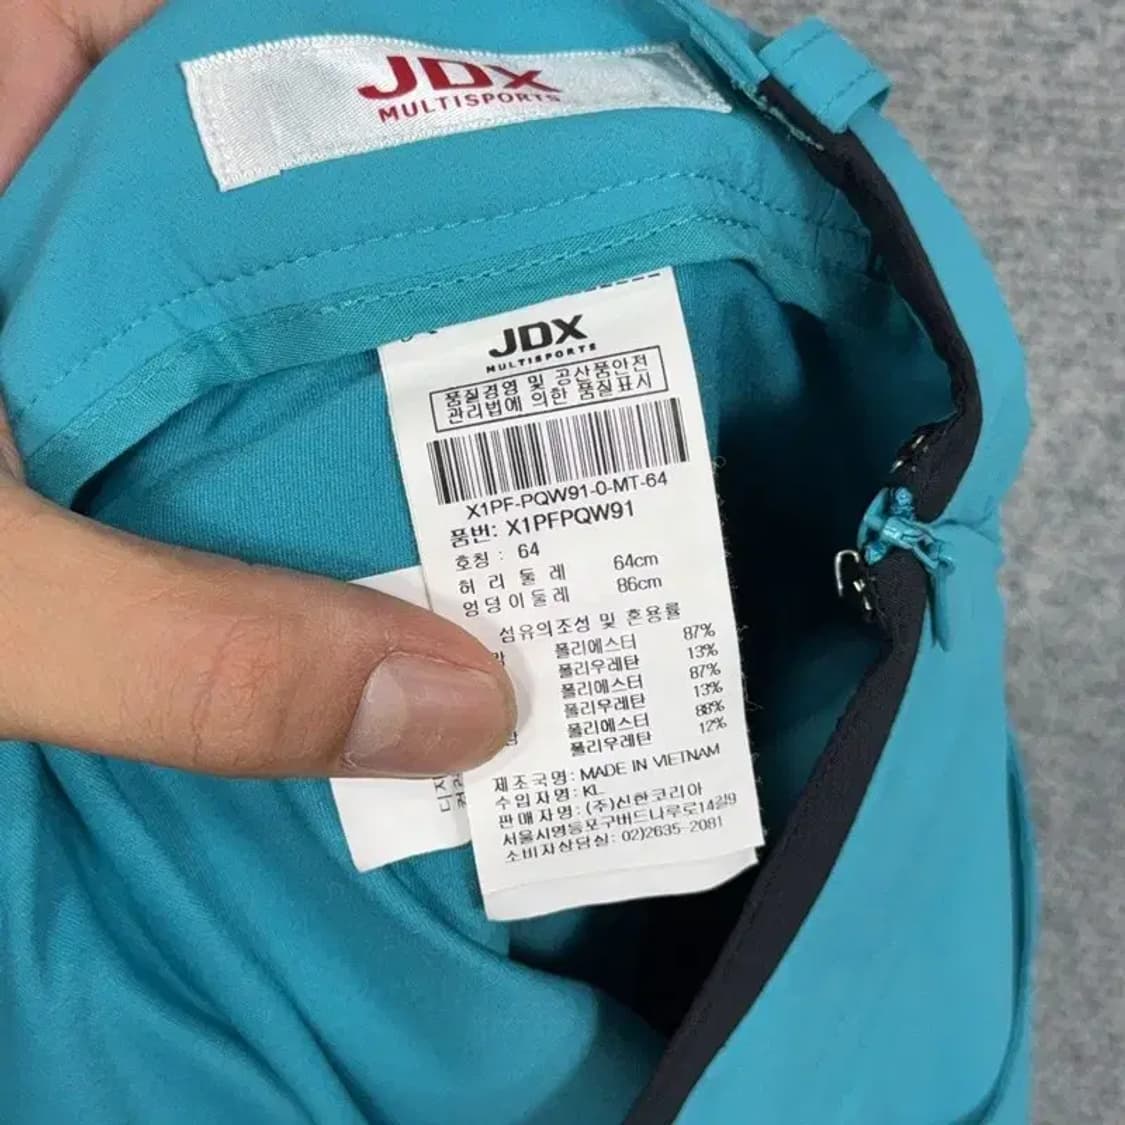 JDX
MULTISPORTS
JDX
MULTISPORTS
품질경영 및 공산품안전
관리법에 의한 품질표시
X1PF-PQW91-0-MT-64
품번: X1PFPQW91
호칭 : 64
허 리 둘 레 64cm
엉덩이둘레 86cm
섬유의조성 및 혼용률
폴리에스터 87%
폴리우레탄 13%
폴리에스터 87%
폴리우레탄 13%
폴리에스터 88%
폴리우레탄 12%
제조국명: MADE IN VIETNAM
수입자명: KL
판매자명: (주)신한코리아
서울시영등포구버드나루로14길9
소비자상담실: 02)2635-2081